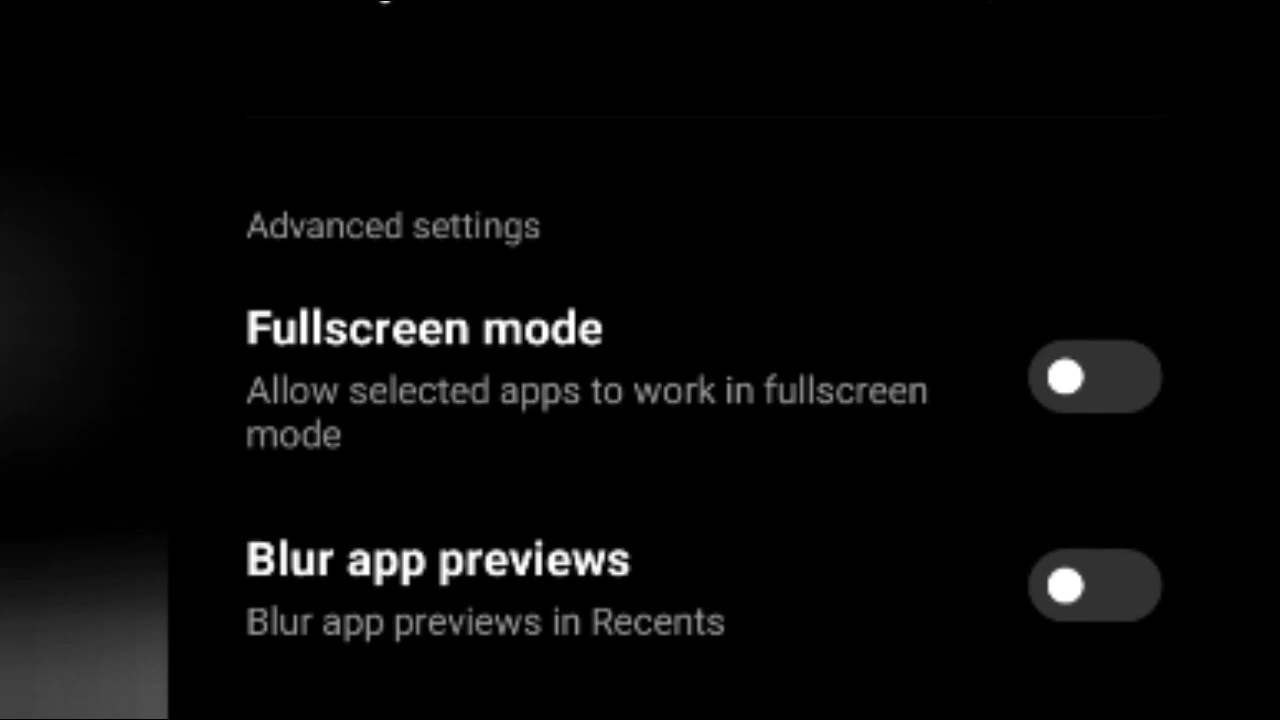 Advanced settings
Fullscreen mode
Allow selected apps to work in fullscreen
mode
Blur app previews
Blur app previews in Recents